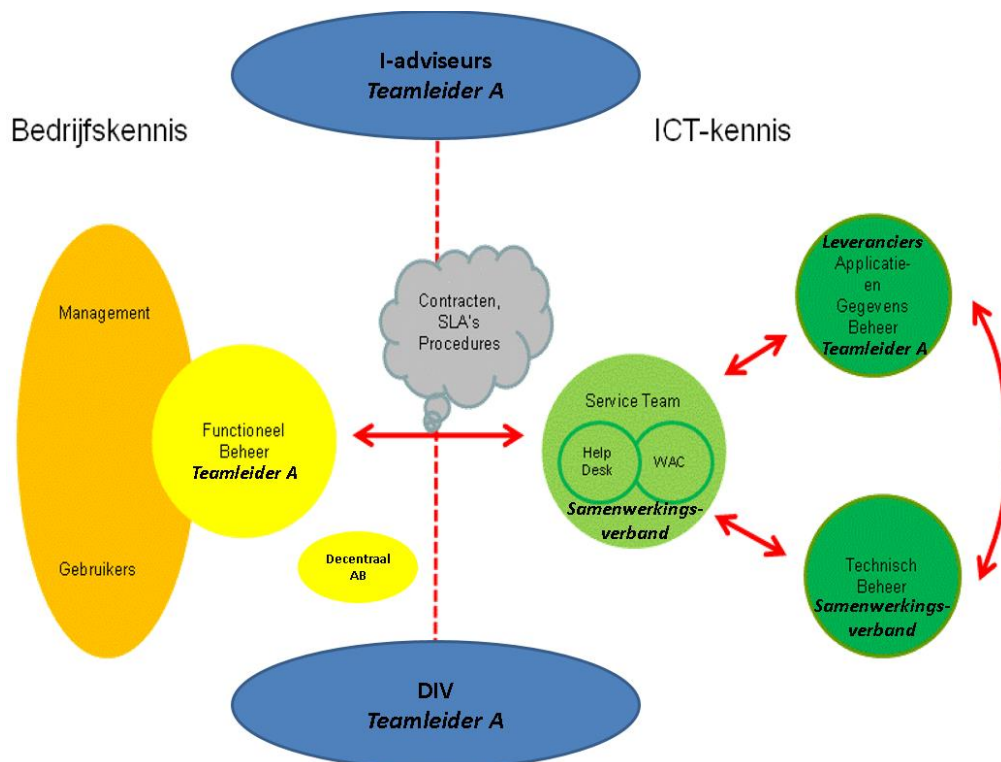 I-adviseurs
Teamleider A
Bedrijfskennis
ICT-kennis
Management
Gebruikers
Functioneel
Beheer
Teamleider A
Decentraal
AB
Contracten,
SLA's
Procedures
Service Team
Help
Desk
WAC
Samenwerkings-
verband
Leveranciers
Applicatie-
en
Gegevens
Beheer
Teamleider A
Technisch
Beheer
Samenwerkings-
verband
DIV
Teamleider A